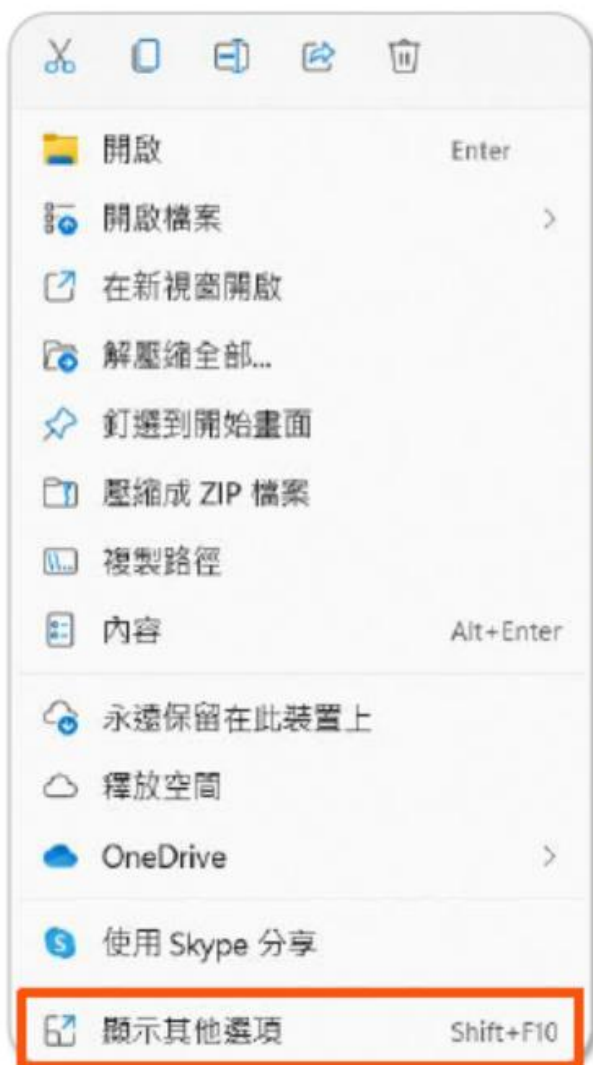 開啟 Enter
開啟檔案
在新視窗開啟
解壓縮全部...
釘選到開始畫面
壓縮成 ZIP 檔案
複製路徑
內容 Alt+Enter
永遠保留在此裝置上
釋放空間
OneDrive
使用 Skype 分享
顯示其他選項 Shift+F10